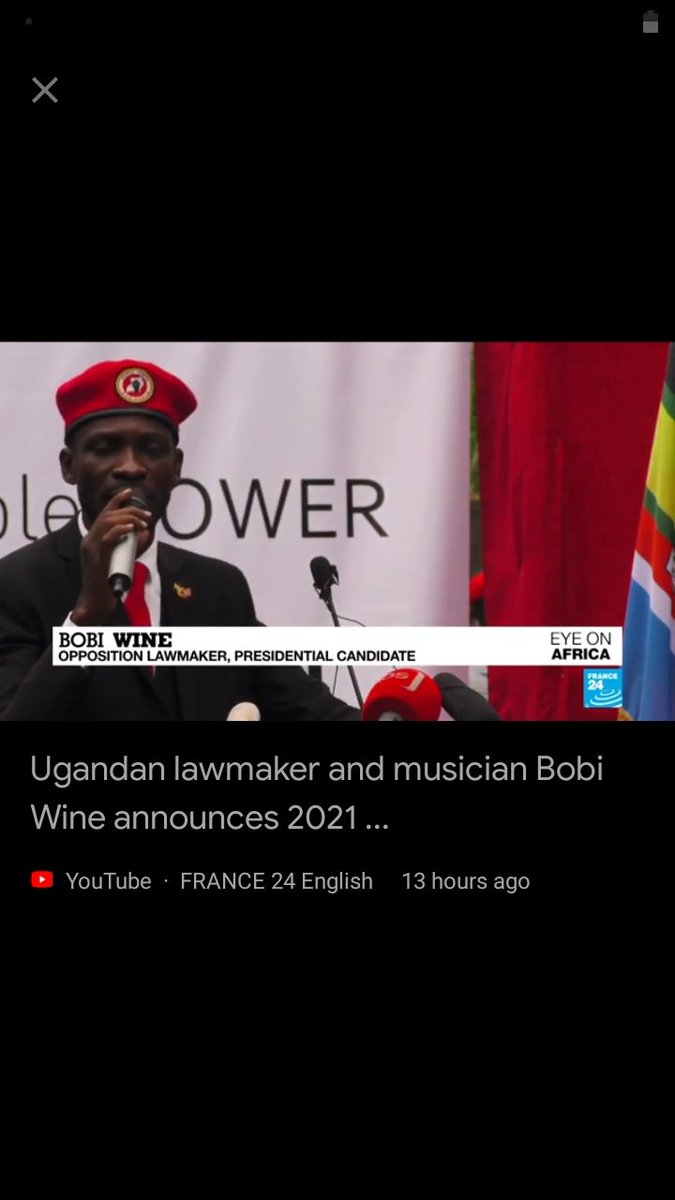 ple POWER
BOBI WINE
OPPOSITION LAWMAKER, PRESIDENTIAL CANDIDATE
EYE ON
AFRICA
FRANCE
24
Ugandan lawmaker and musician Bobi
Wine announces 2021 ...
YouTube · FRANCE 24 English 13 hours ago